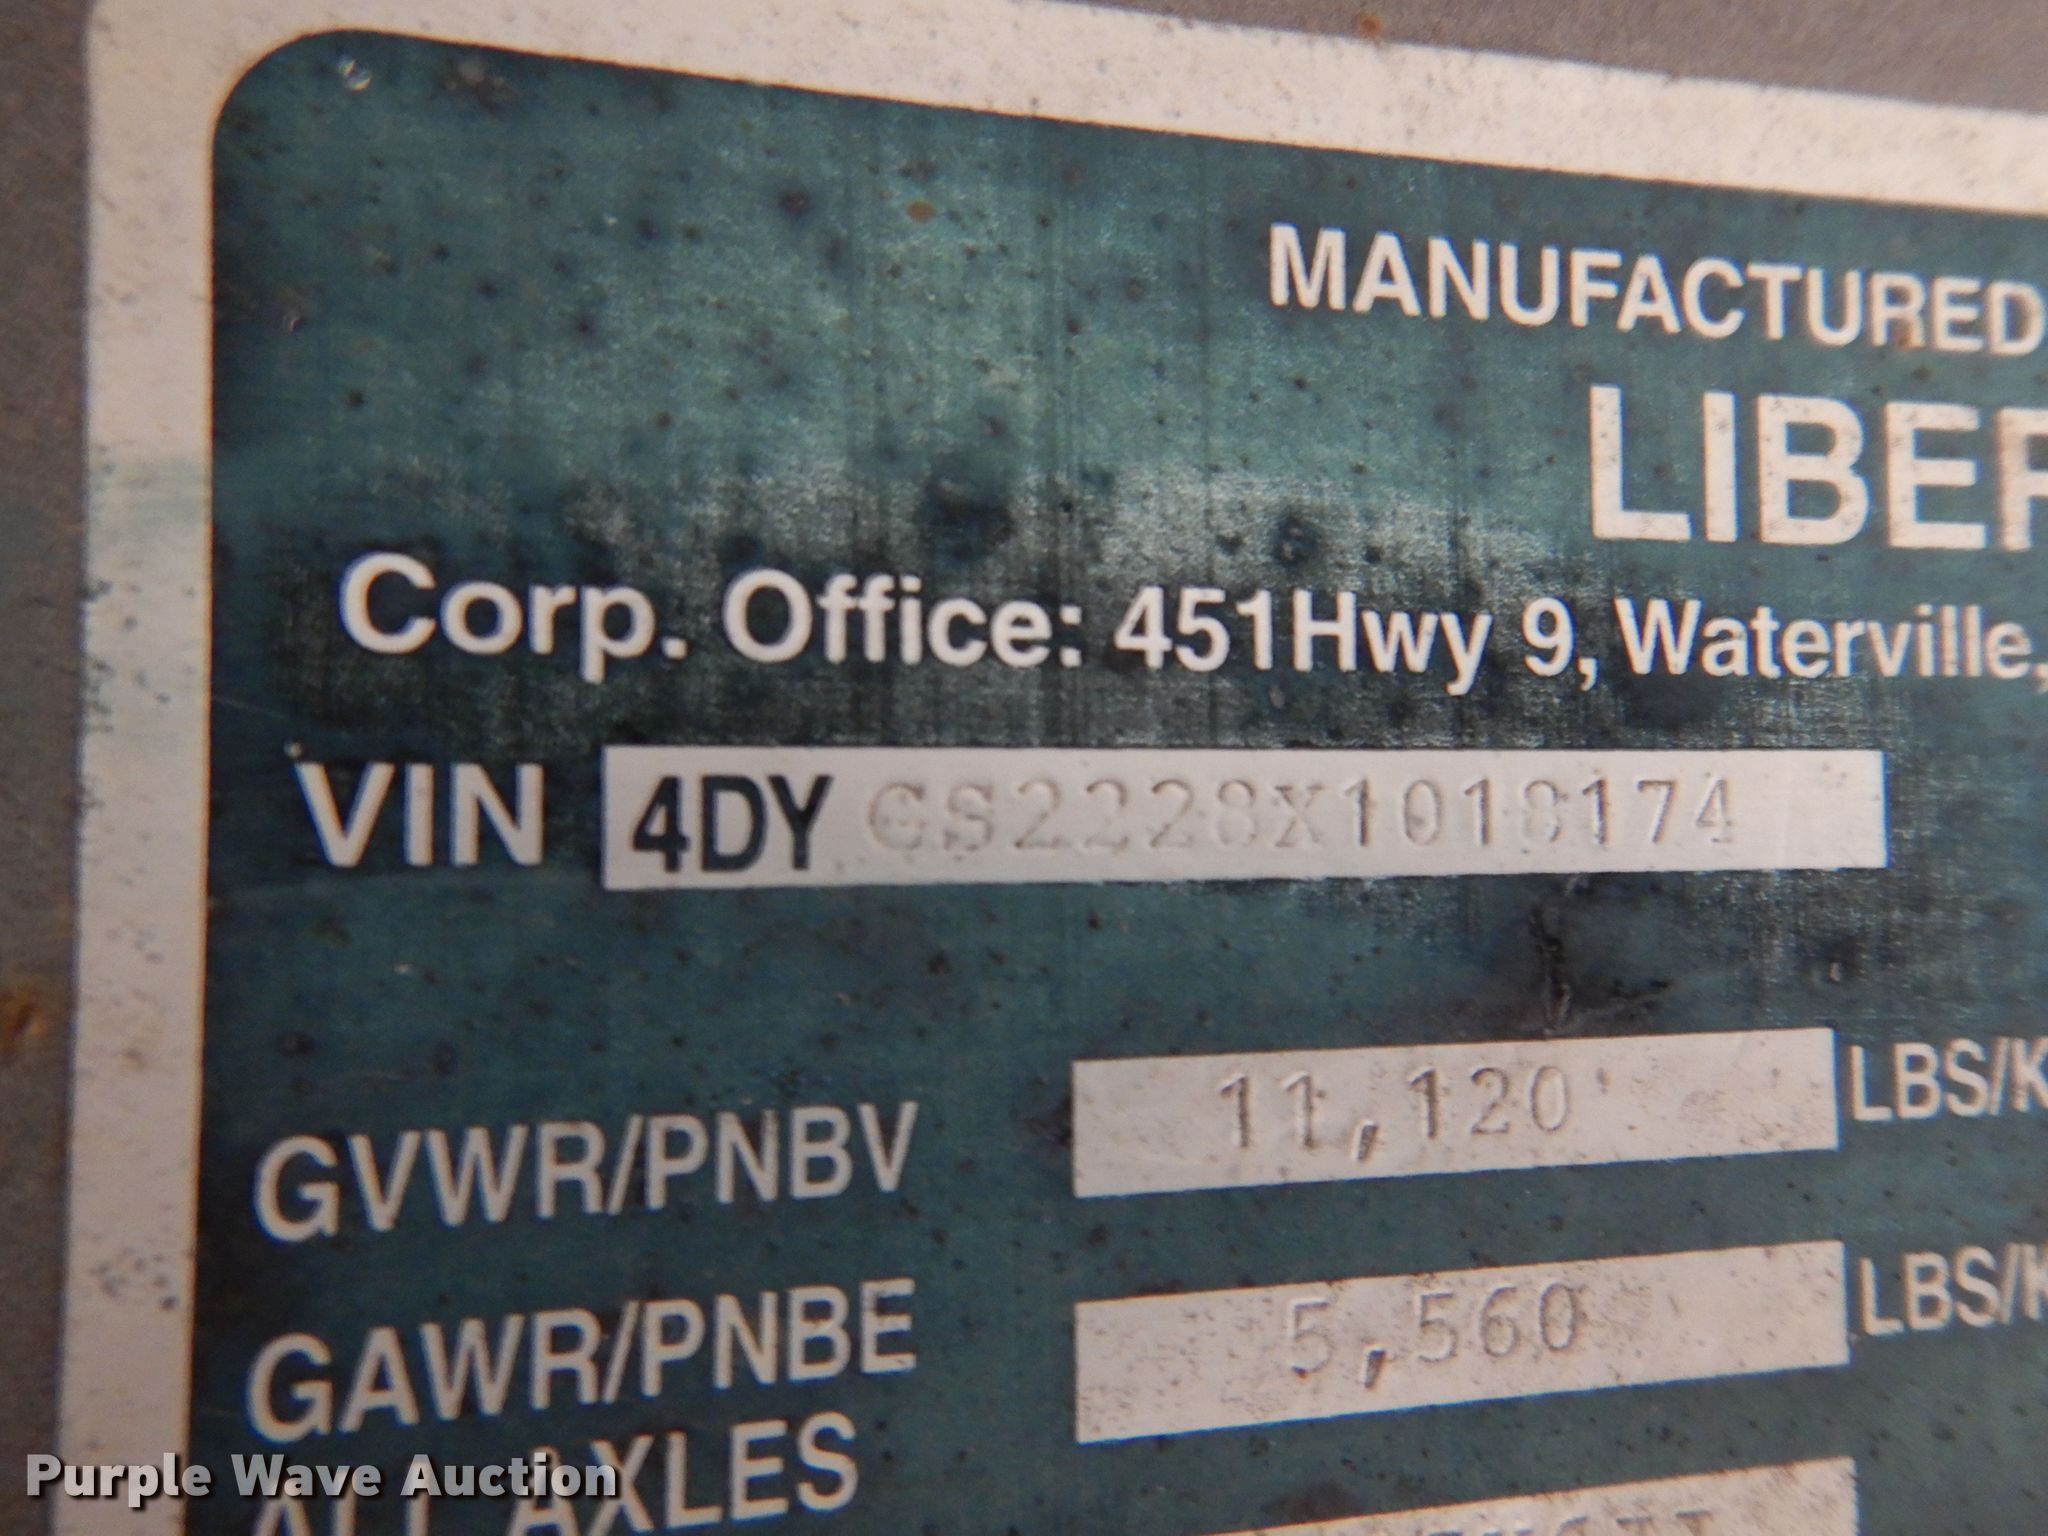 MANUFACTURED
LIBER
Corp. Office: 451Hwy 9, Waterville,
VIN 4DY GS2228X1018174
GVWR/PNBV 11,120 LBS/K
GAWR/PNBE 5,560 LBS/K
ALL AXLES
Purple Wave Auction